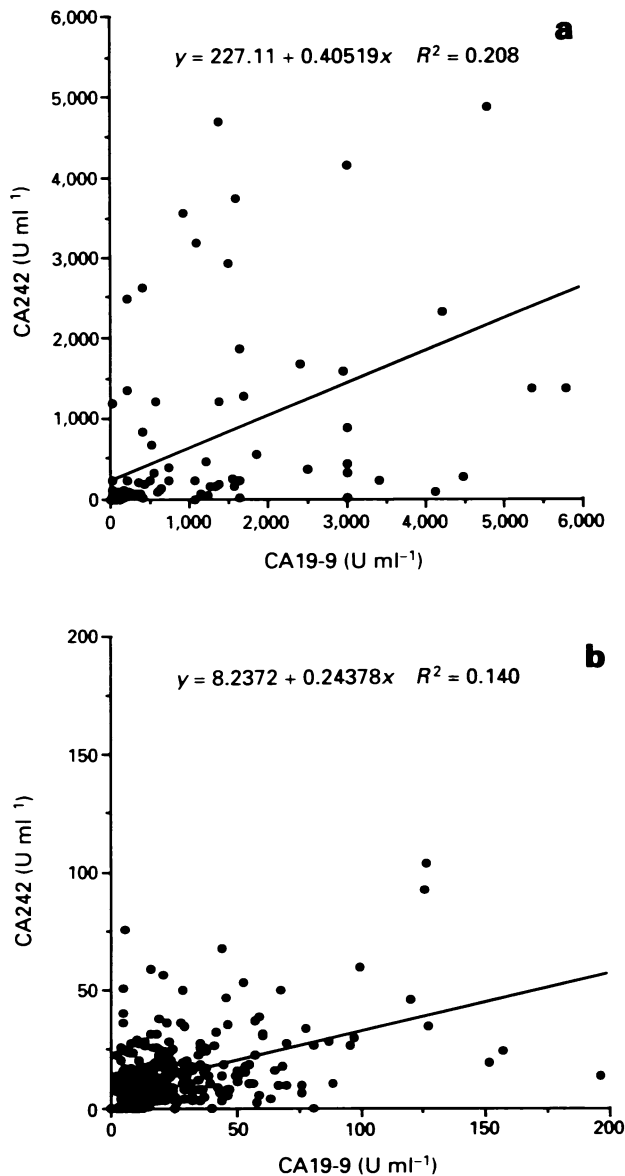 a
y = 227.11 + 0.40519x R² = 0.208
6,000
5,000
4,000
3,000
2,000
1,000
0
CA242 (U ml ¹)
0 1,000 2,000 3,000 4,000 5,000 6,000
CA19-9 (U ml⁻¹)
b
y = 8.2372 + 0.24378x R² = 0.140
200
150
100
50
0
CA242 (U ml ¹)
0 50 100 150 200
CA19-9 (U ml⁻¹)